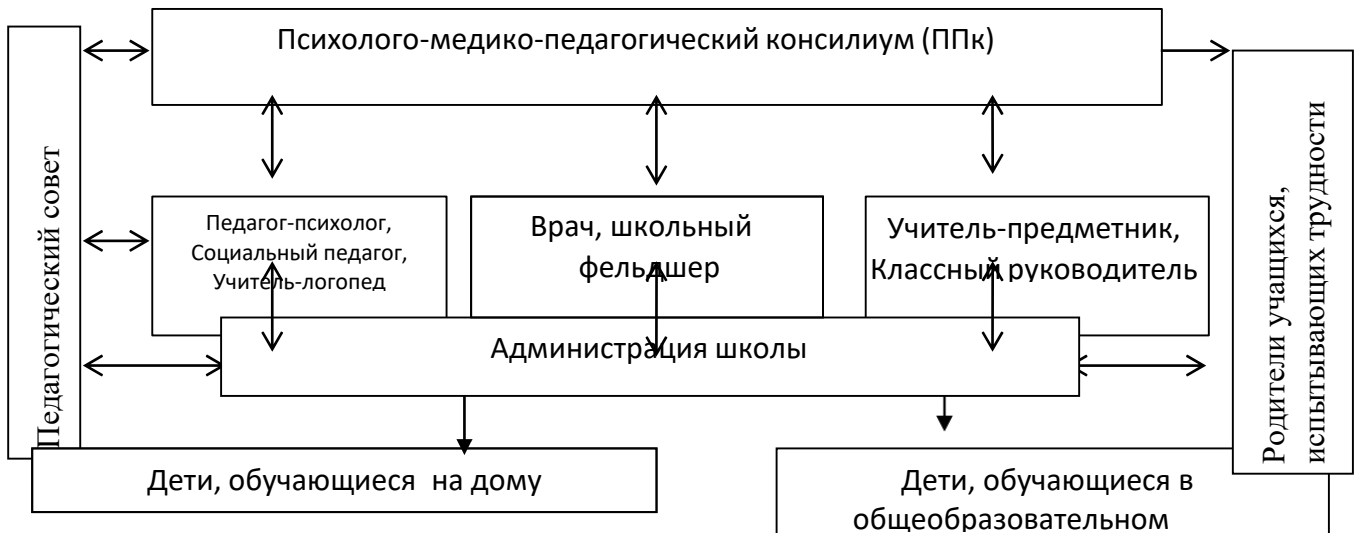 Психолого-медико-педагогический консилиум (ППк)
Педагогический совет
Педагог-психолог,
Социальный педагог,
Учитель-логопед
Врач, школьный
фельдшер
Учитель-предметник,
Классный руководитель
Родители учащихся,
испытывающих трудности
Администрация школы
Дети, обучающиеся на дому
Дети, обучающиеся в
общеобразовательном